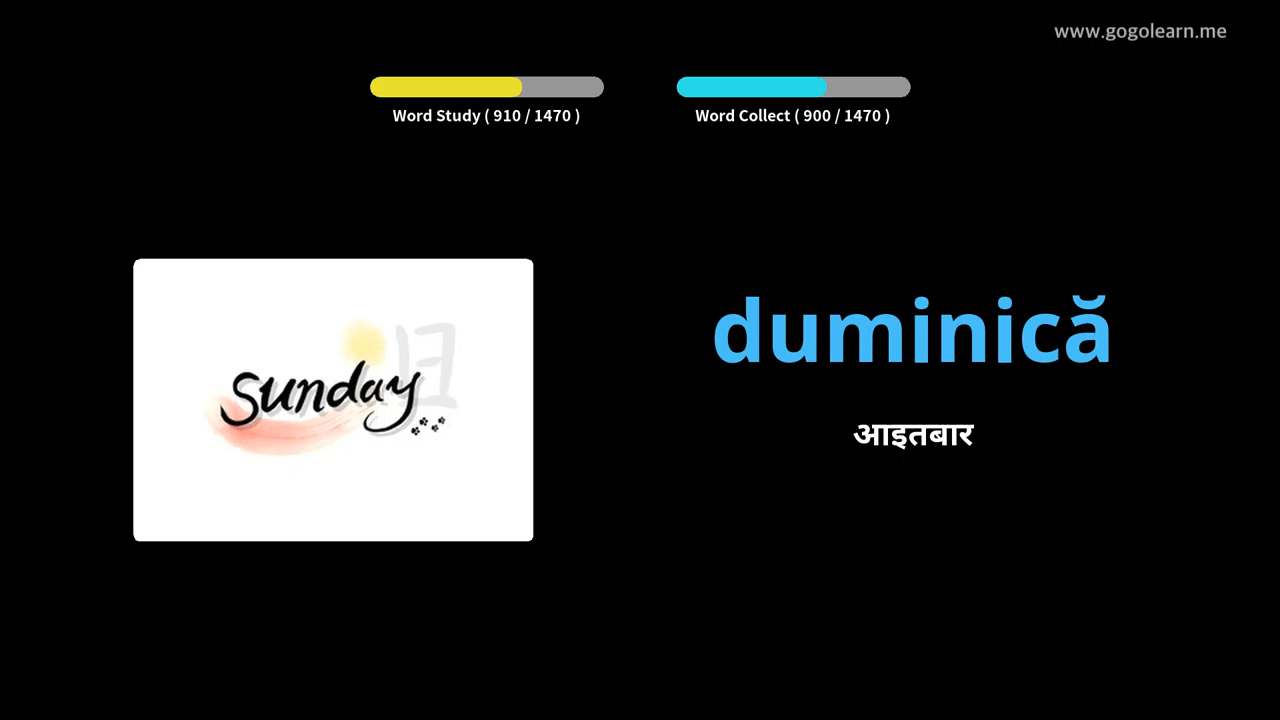 www.gogolearn.me
Word Study ( 910 / 1470 )
Word Collect ( 900 / 1470 )
Sunday
duminică
आइतबार